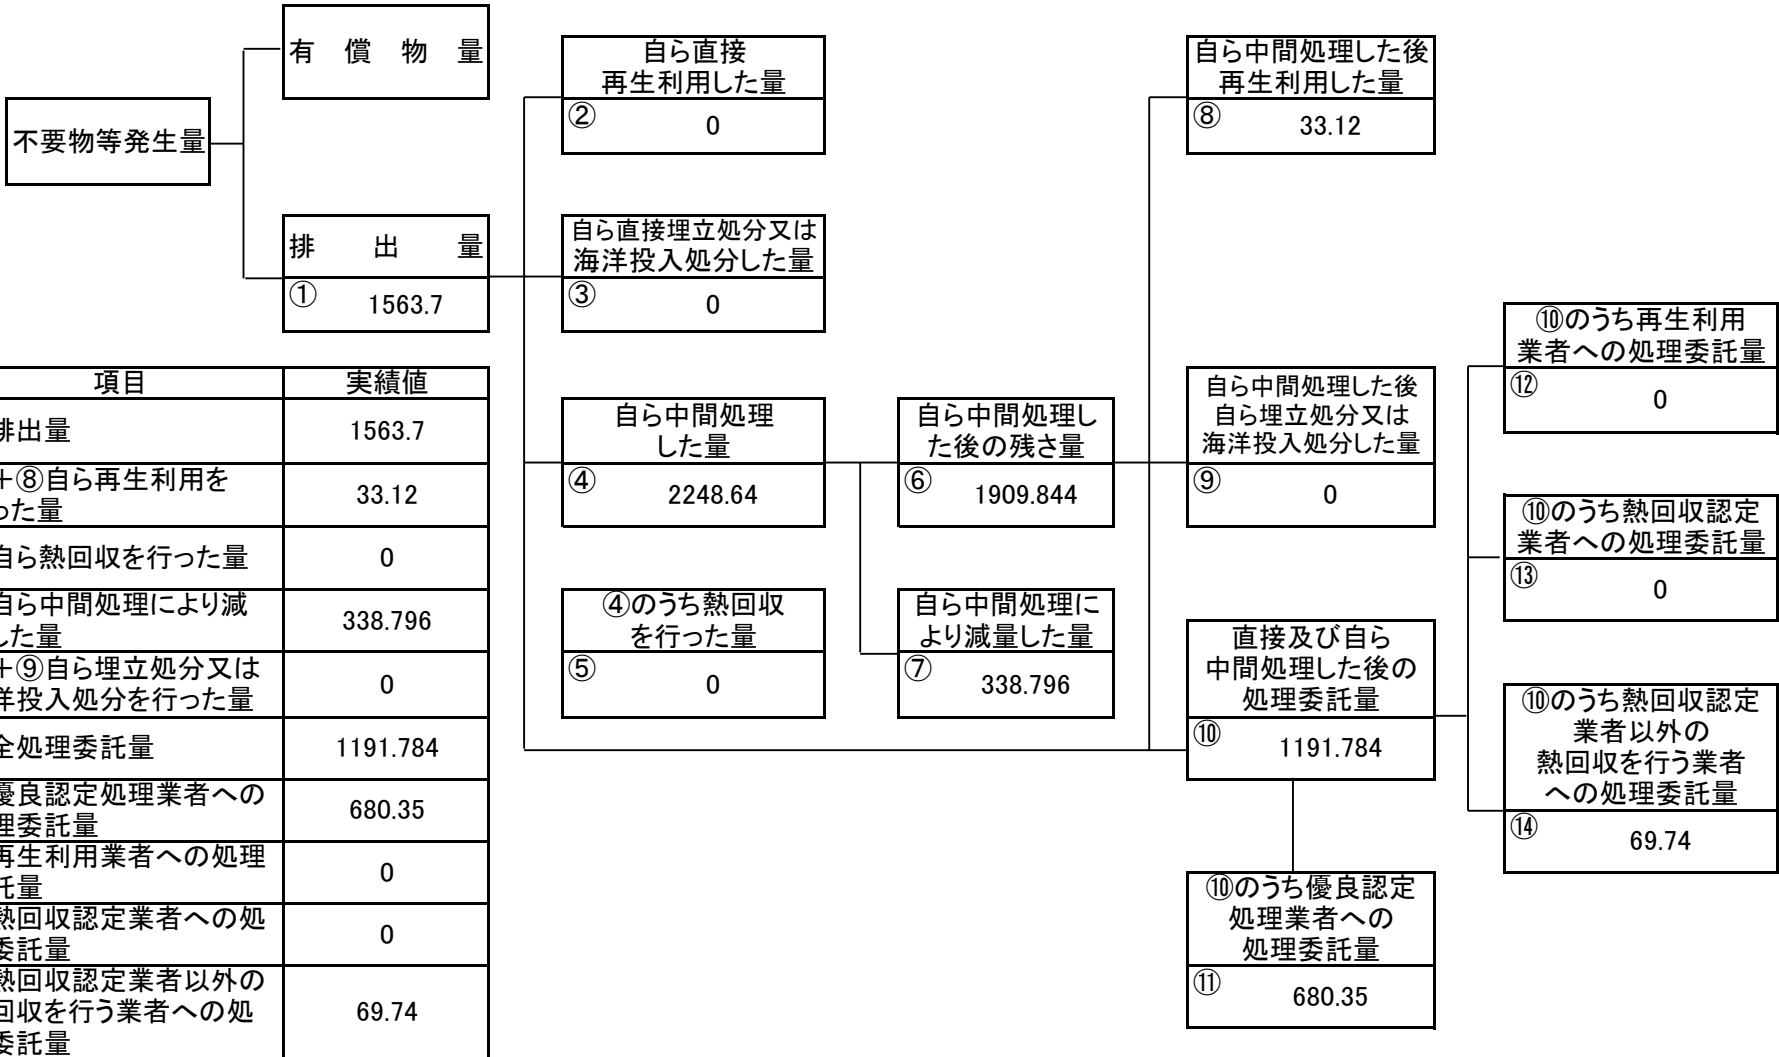 有償物量
不要物等発生量
排出量
①
1563.7
自ら直接
再生利用した量
②
0
自ら直接埋立処分又は
海洋投入処分した量
③
0
自ら中間処理
した量
④
2248.64
④のうち熱回収
を行った量
⑤
0
自ら中間処理し
た後の残さ量
⑥
1909.844
自ら中間処理に
より減量した量
⑦
338.796
自ら中間処理した後
再生利用した量
⑧
33.12
自ら中間処理した後
自ら埋立処分又は
海洋投入処分した量
⑨
0
直接及び自ら
中間処理した後の
処理委託量
⑩
1191.784
⑩のうち優良認定
処理業者への
処理委託量
⑪
680.35
⑩のうち再生利用
業者への処理委託量
⑫
0
⑩のうち熱回収認定
業者への処理委託量
⑬
0
⑩のうち熱回収認定
業者以外の
熱回収を行う業者
への処理委託量
⑭
69.74
項目 実績値
排出量
1563.7
+⑧自ら再生利用を
った量
33.12
自ら熱回収を行った量
0
自ら中間処理により減
した量
338.796
+⑨自ら埋立処分又は
洋投入処分を行った量
0
全処理委託量
1191.784
優良認定処理業者への
理委託量
680.35
再生利用業者への処理
託量
0
熱回収認定業者への処
委託量
0
熱回収認定業者以外の
回収を行う業者への処
委託量
69.74